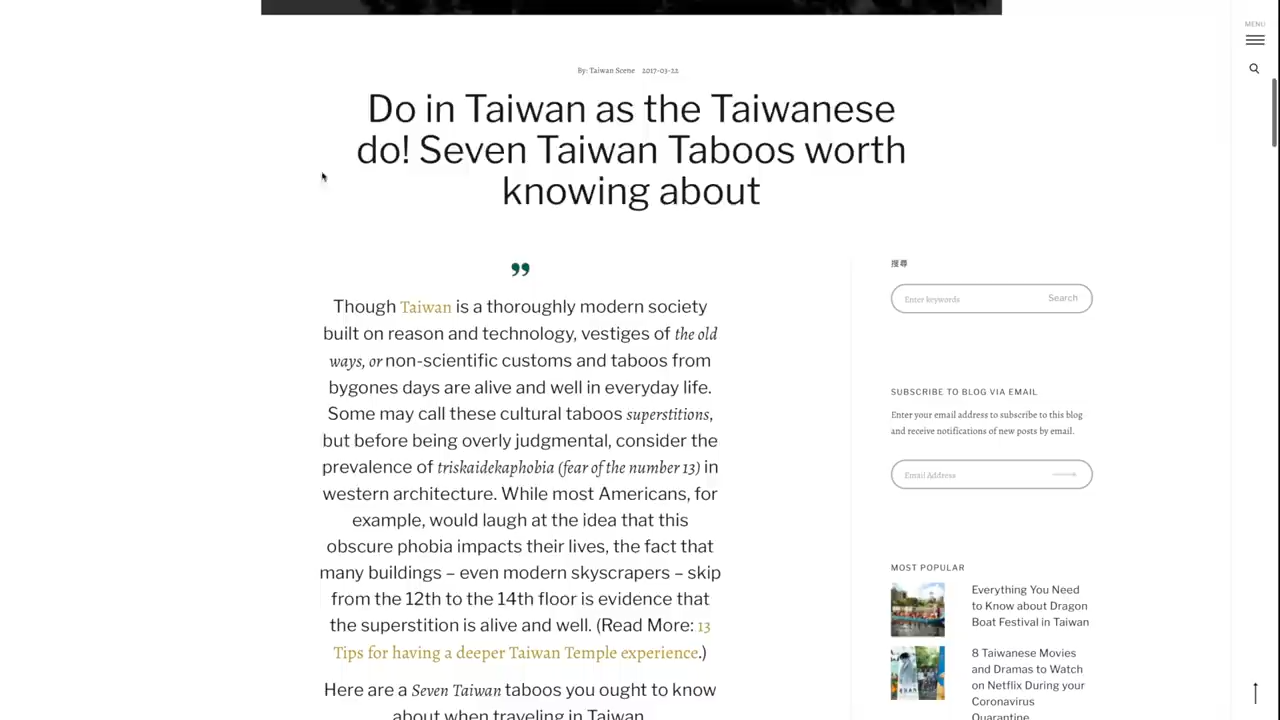 MENU
By: Taiwan Scene 2017-03-22
Do in Taiwan as the Taiwanese
do! Seven Taiwan Taboos worth
knowing about
”
Though Taiwan is a thoroughly modern society
built on reason and technology, vestiges of the old
ways, or non-scientific customs and taboos from
bygones days are alive and well in everyday life.
Some may call these cultural taboos superstitions,
but before being overly judgmental, consider the
prevalence of triskaidekaphobia (fear of the number 13) in
western architecture. While most Americans, for
example, would laugh at the idea that this
obscure phobia impacts their lives, the fact that
many buildings – even modern skyscrapers – skip
from the 12th to the 14th floor is evidence that
the superstition is alive and well. (Read More: 13
Tips for having a deeper Taiwan Temple experience.)
Here are a Seven Taiwan taboos you ought to know
about when traveling in Taiwan
搜尋
Enter keywords Search
SUBSCRIBE TO BLOG VIA EMAIL
Enter your email address to subscribe to this blog
and receive notifications of new posts by email.
Email Address
MOST POPULAR
Everything You Need
to Know about Dragon
Boat Festival in Taiwan
8 Taiwanese Movies
and Dramas to Watch
on Netflix During your
Coronavirus
Quarantine